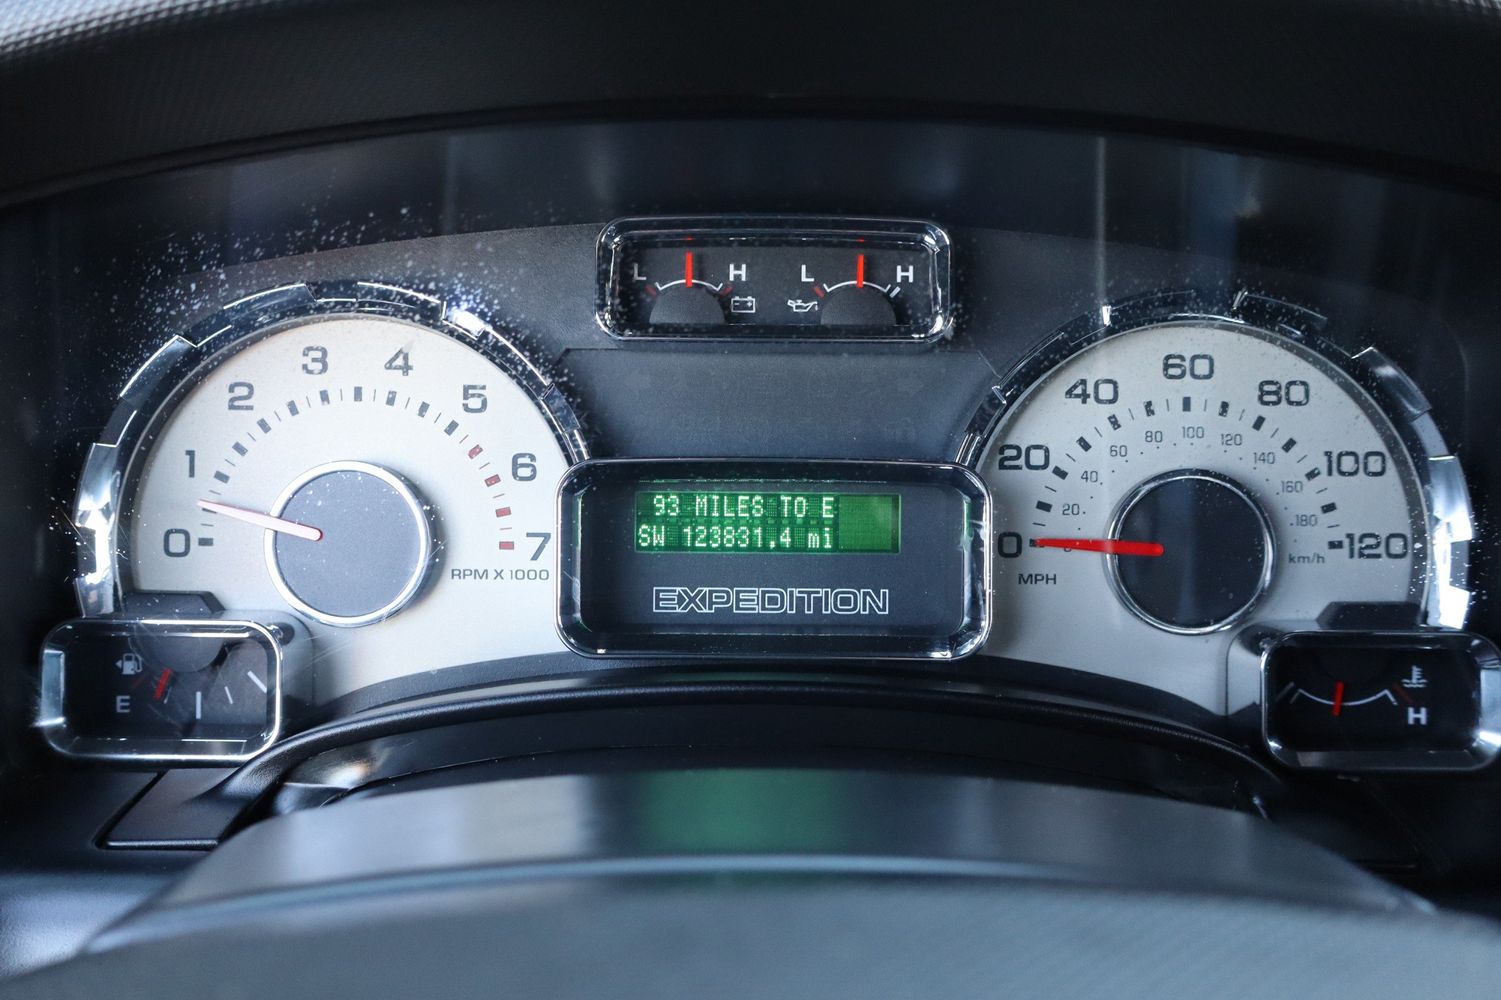 L H L H
0 1 2 3 4 5 6 7
RPM X 1000
93 MILES TO E
SW 123831.4 mi
EXPEDITION
0 20 40 60 80 100 120
20 40 60 80 100 120 140 160 180
km/h
MPH
E
H